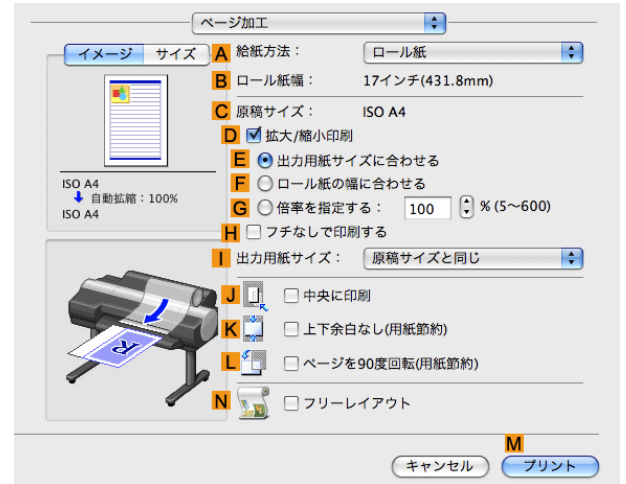 ページ加工
イメージ サイズ
A 給紙方法： ロール紙
B ロール紙幅： 17インチ(431.8mm)
C 原稿サイズ： ISO A4
D 拡大/縮小印刷
E 出力用紙サイズに合わせる
F ロール紙の幅に合わせる
G 倍率を指定する： 100 % (5～600)
H フチなしで印刷する
I 出力用紙サイズ： 原稿サイズと同じ
ISO A4
自動拡縮：100%
ISO A4
J 中央に印刷
K 上下余白なし(用紙節約)
L ページを90度回転(用紙節約)
N フリーレイアウト
R
M
キャンセル プリント